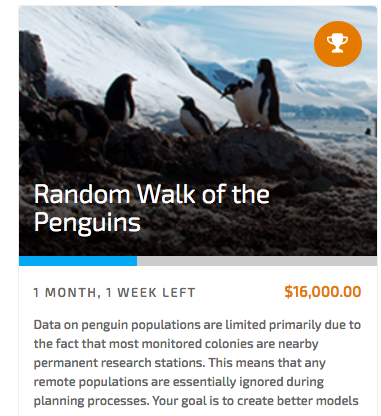 Random Walk of the
Penguins
1 MONTH, 1 WEEK LEFT
$16,000.00
Data on penguin populations are limited primarily due to
the fact that most monitored colonies are nearby
permanent research stations. This means that any
remote populations are essentially ignored during
planning processes. Your goal is to create better models